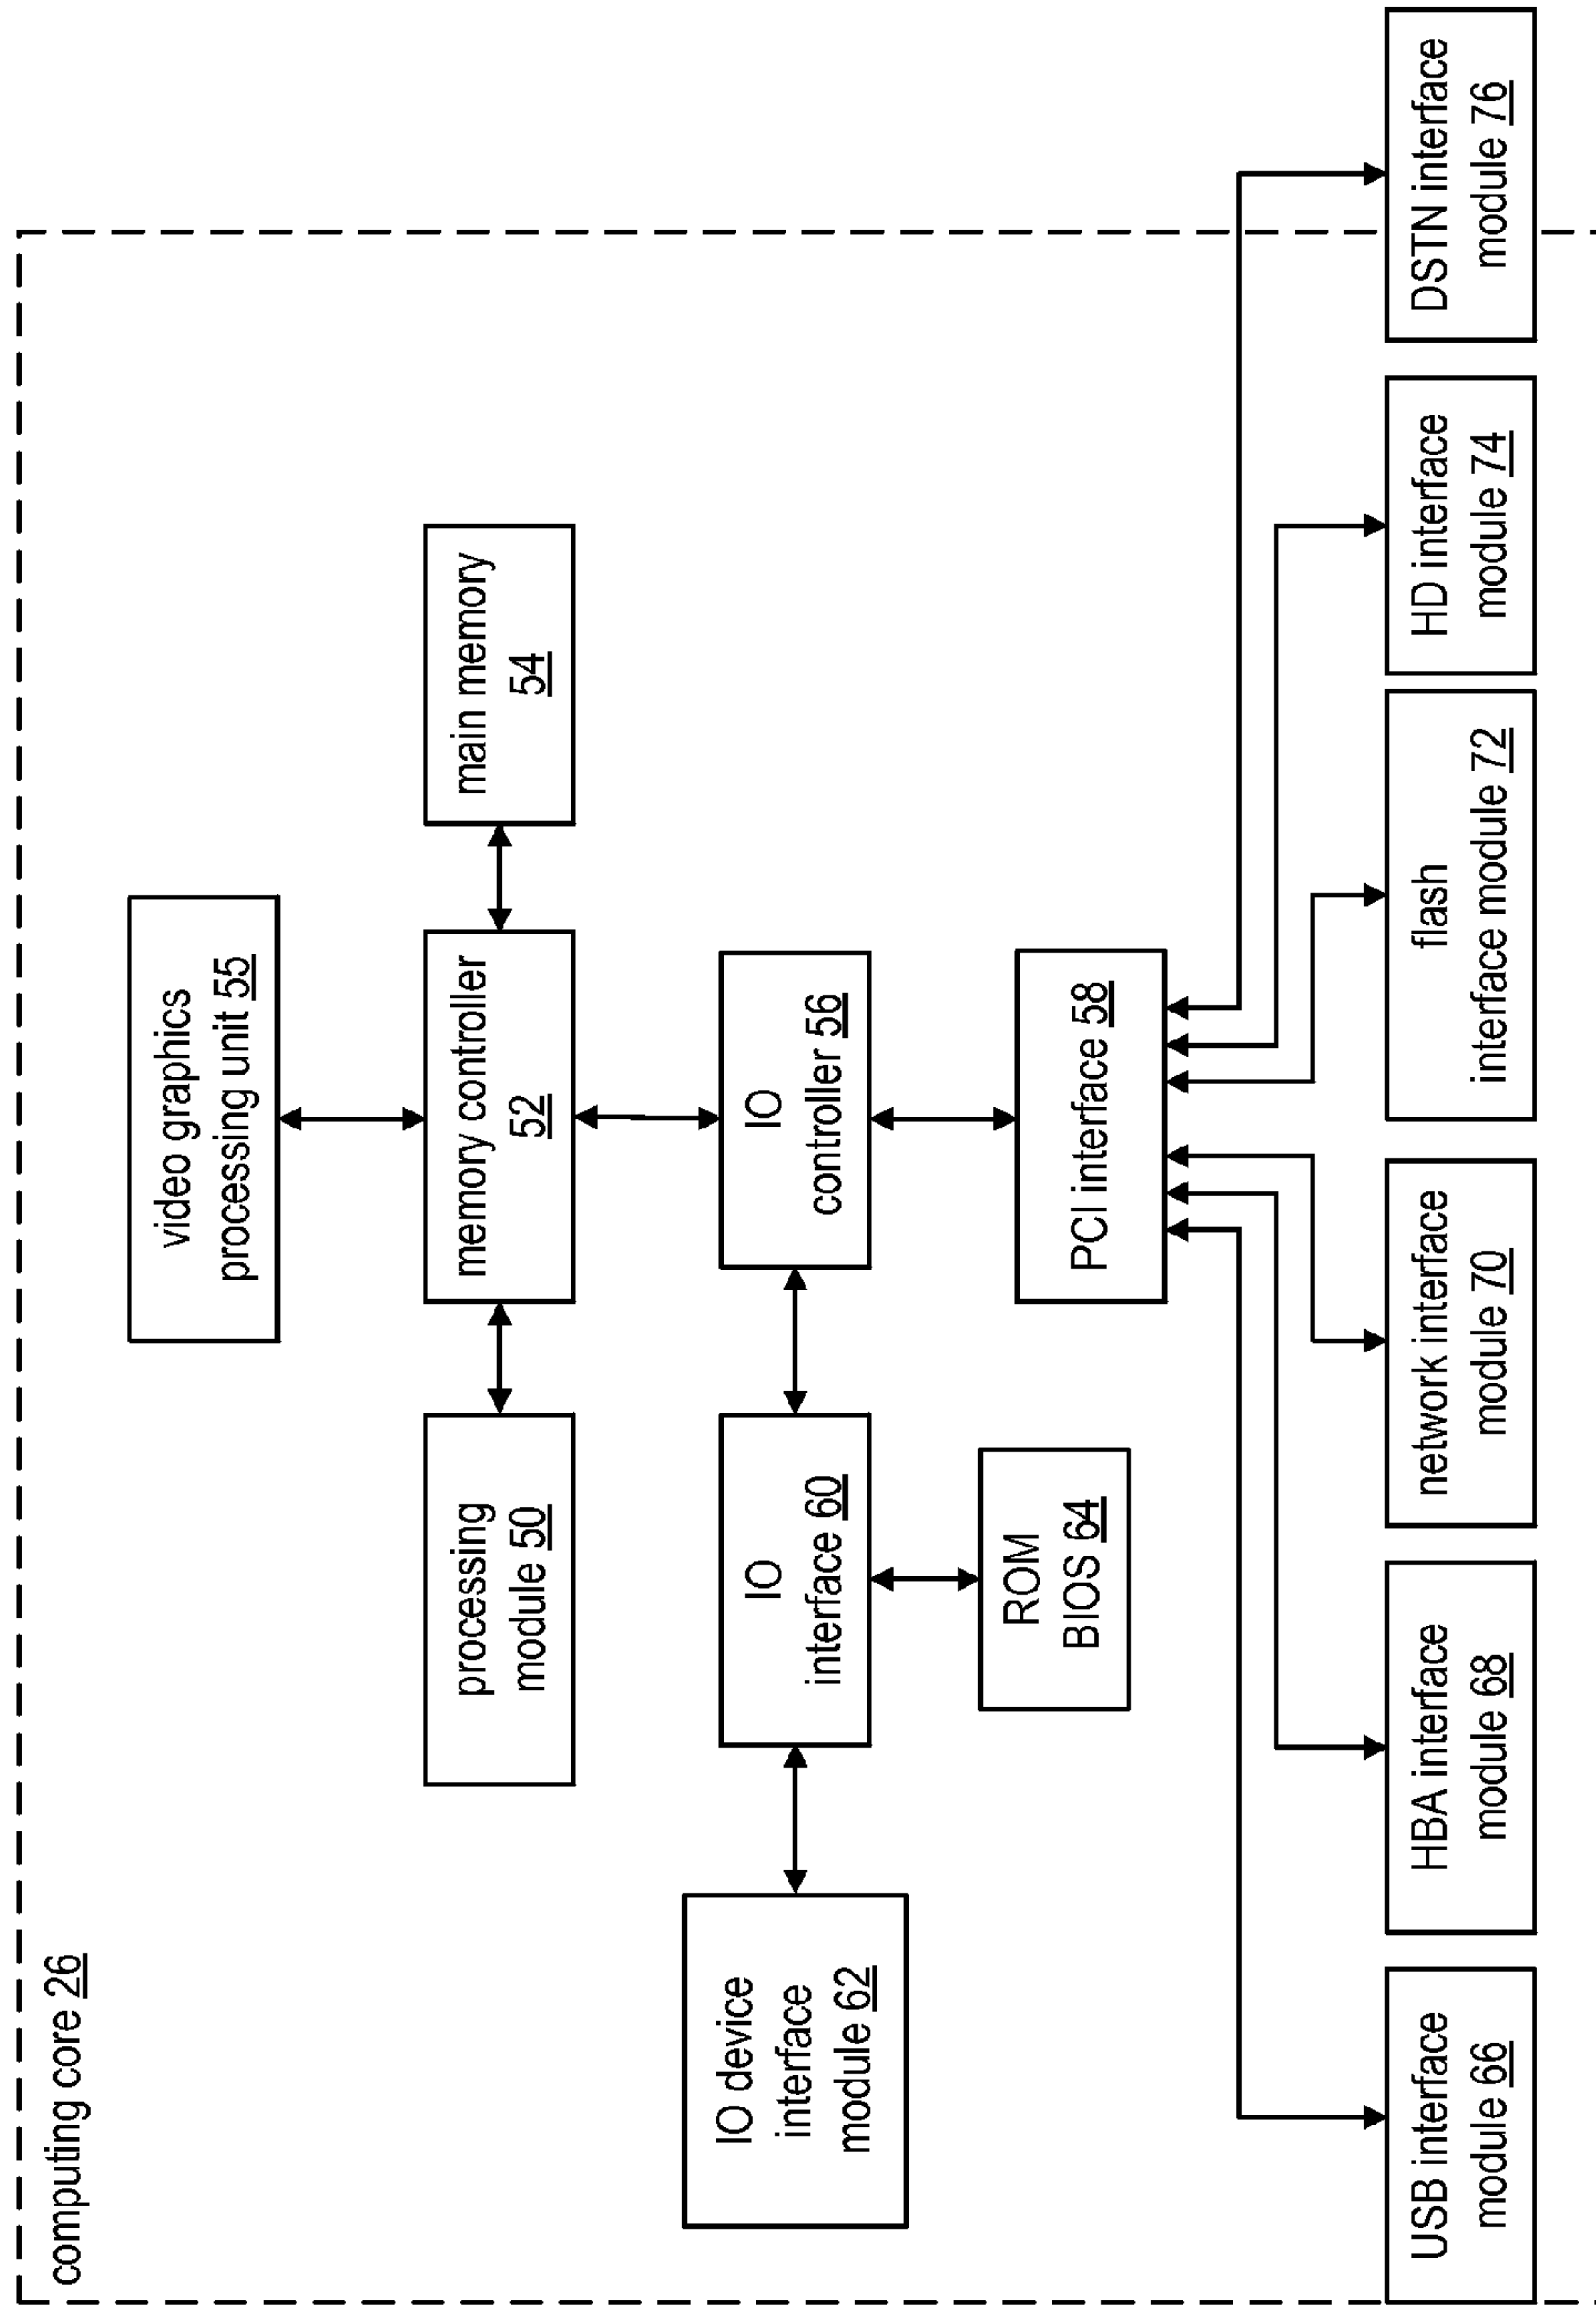 computing core 26
video graphics
processing unit 55
processing
module 50
memory controller
52
main memory
54
IO device
interface
module 62
IO
interface 60
IO
controller 56
ROM
BIOS 64
PCI interface 58
USB interface
module 66
HBA interface
module 68
network interface
module 70
flash
interface module 72
HD interface
module 74
DSTN interface
module 76